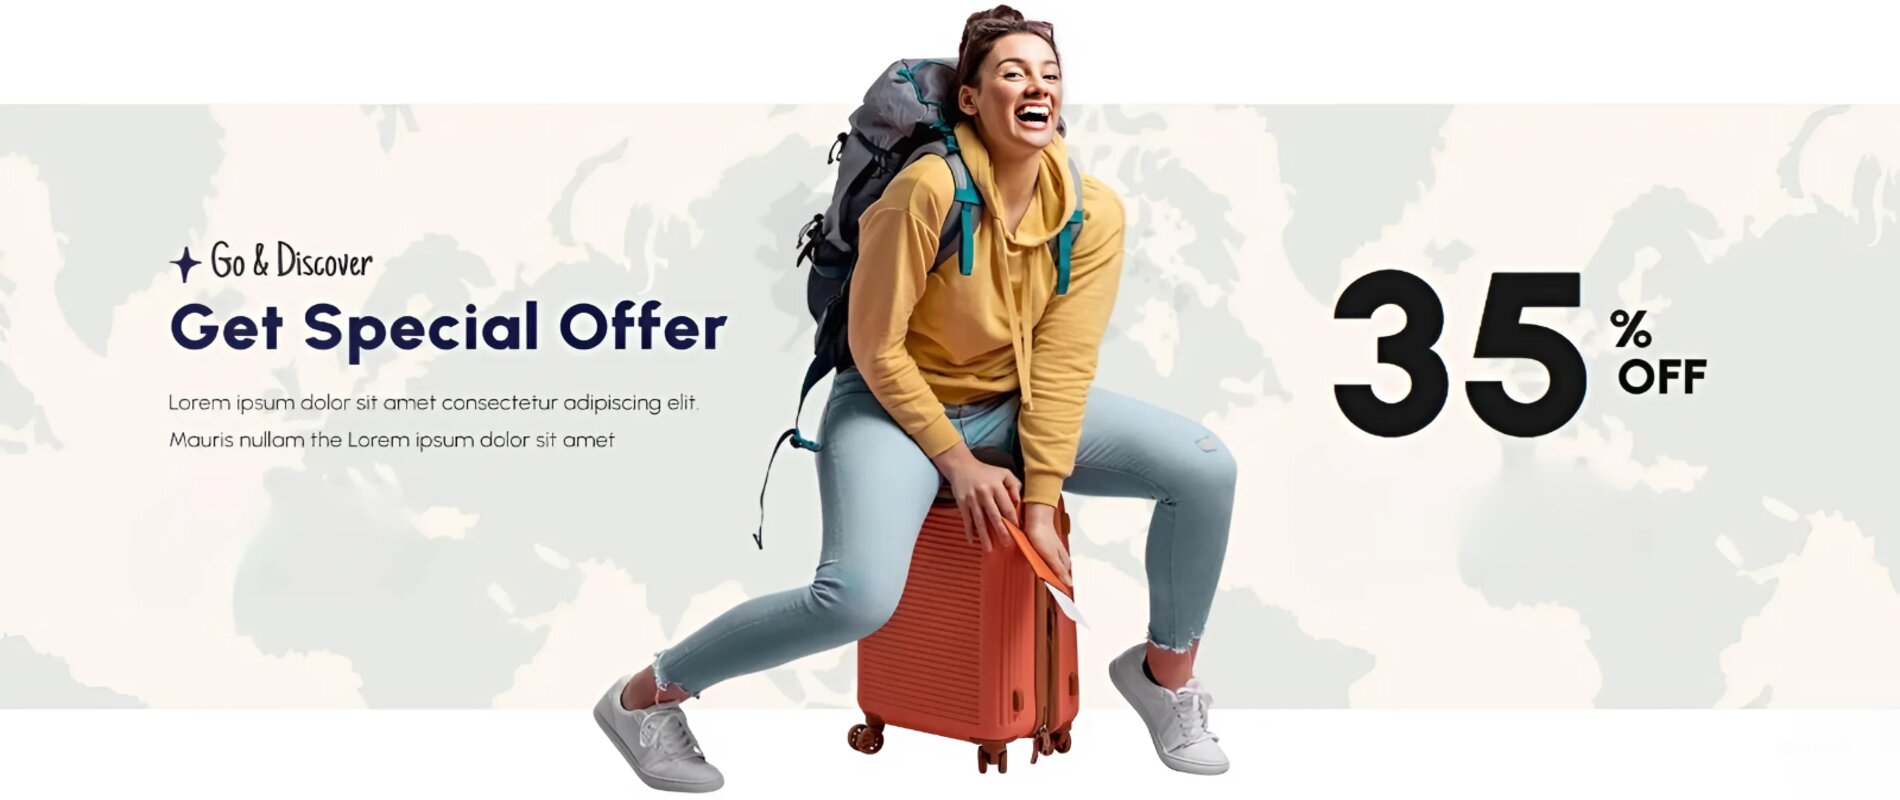 Go & Discover
Get Special Offer
Lorem ipsum dolor sit amet consectetur adipiscing elit.
Mauris nullam the Lorem ipsum dolor sit amet
35
%
OFF